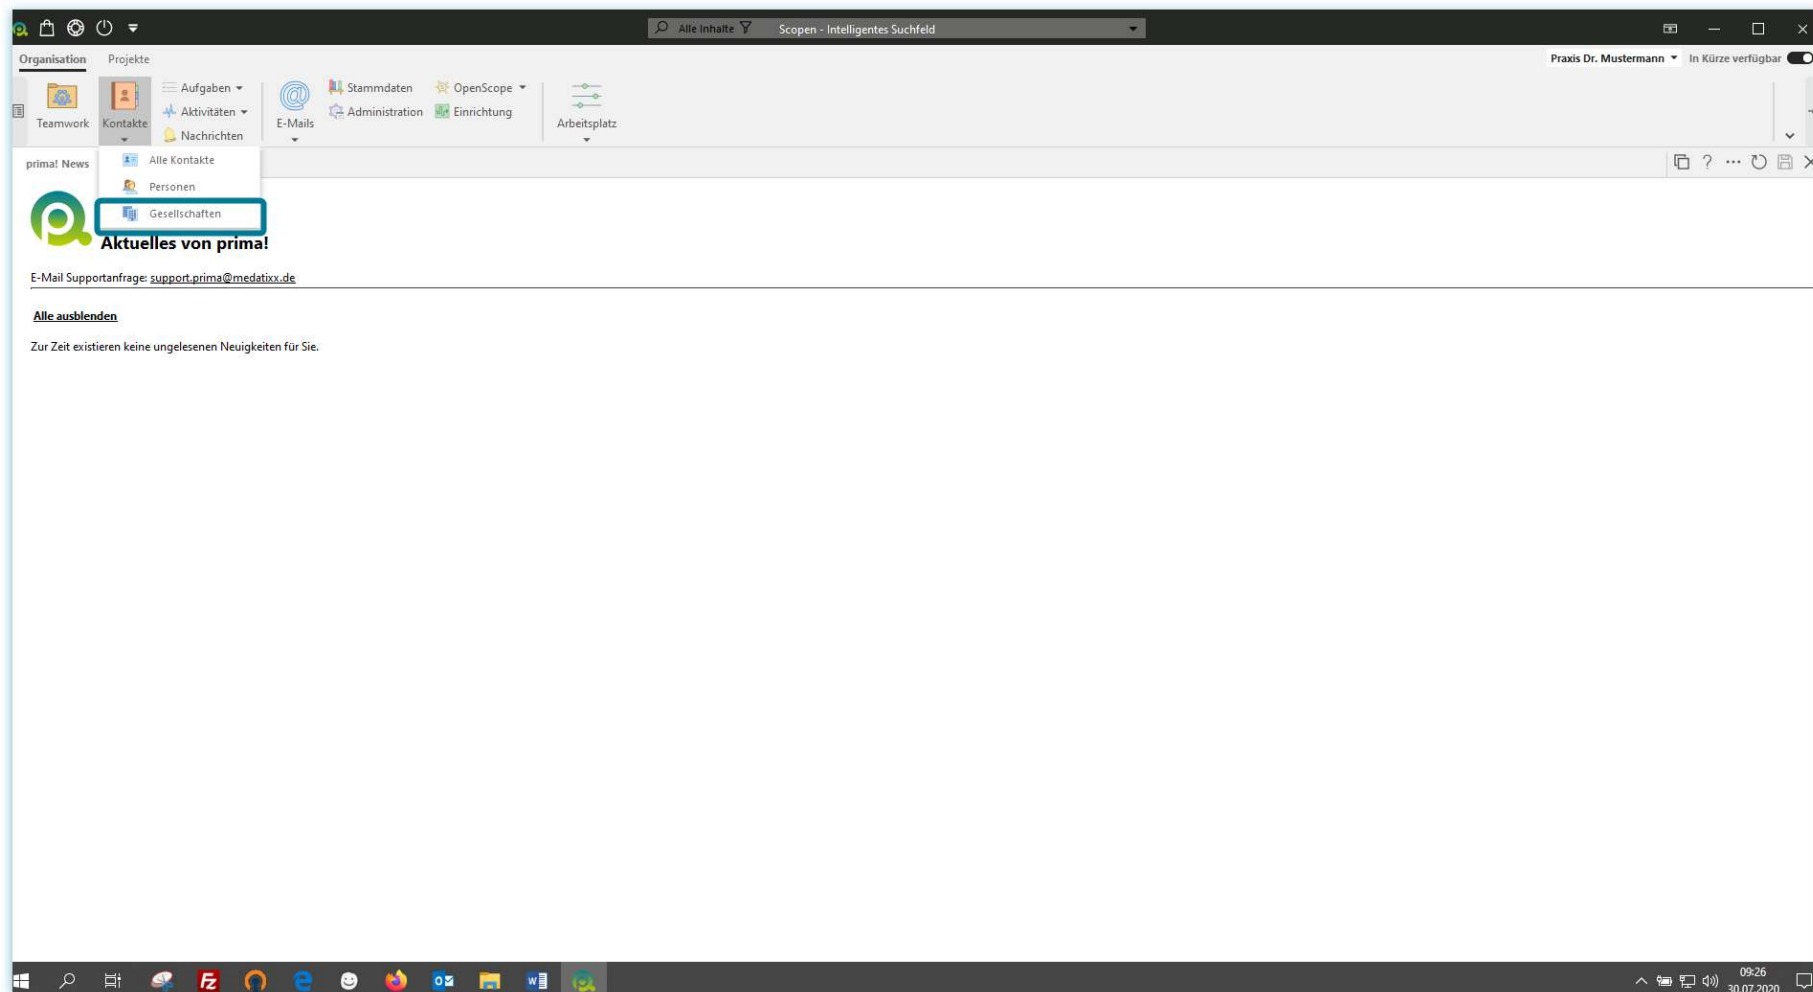 Alle Inhalte Scopen - Intelligentes Suchfeld
Organisation Projekte Praxis Dr. Mustermann In Kürze verfügbar
Teamwork Kontakte
Aufgaben
Aktivitäten
Nachrichten
E-Mails
Stammdaten OpenScope
Administration Einrichtung
Arbeitsplatz
prima! News
Alle Kontakte
Personen
Gesellschaften
Aktuelles von prima!
E-Mail Supportanfrage: support.prima@medatixx.de
Alle ausblenden
Zur Zeit existieren keine ungelesenen Neuigkeiten für Sie.
09:26
30.07.2020